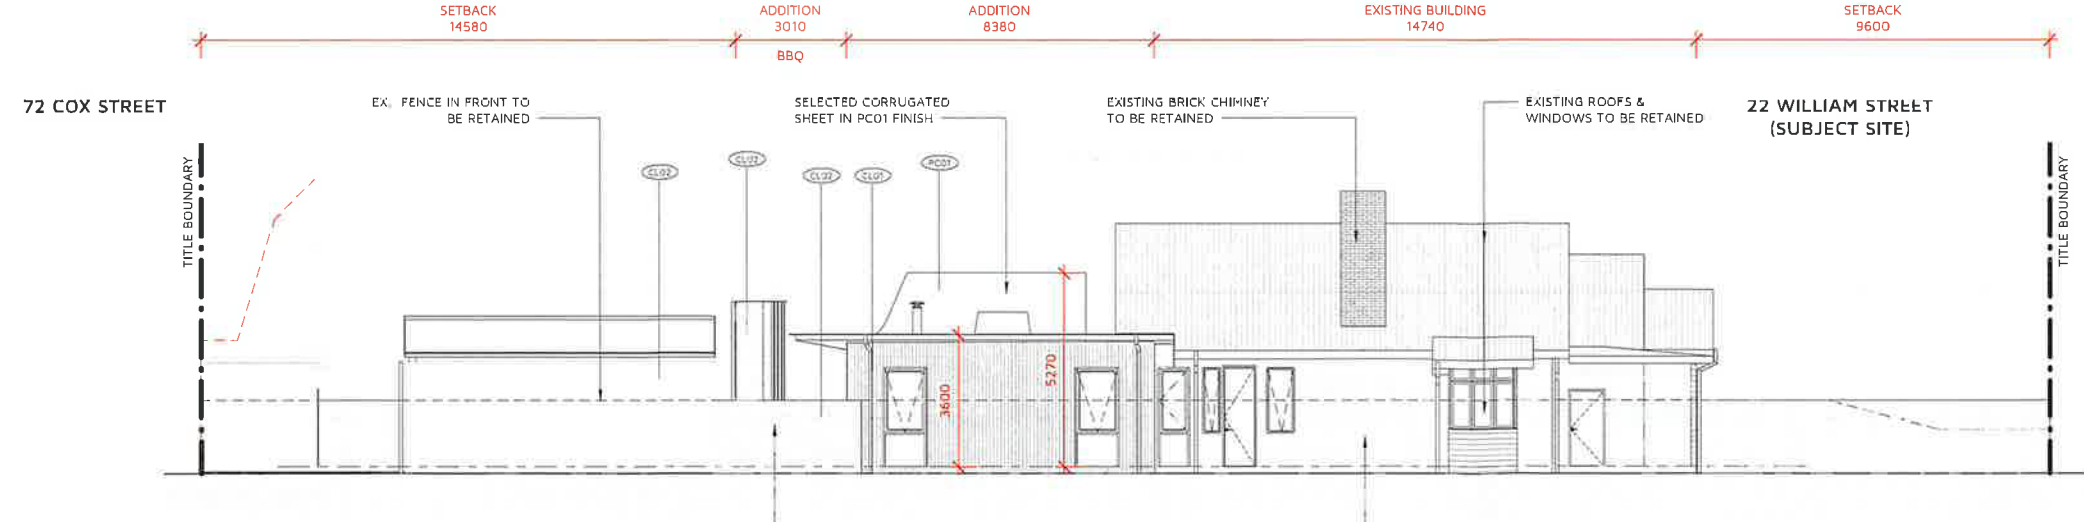 SETBACK
14580
ADDITION
3010
BBQ
ADDITION
8380
EXISTING BUILDING
14740
SETBACK
9600
72 COX STREET
EX. FENCE IN FRONT TO
BE RETAINED
SELECTED CORRUGATED
SHEET IN PC01 FINISH
EXISTING BRICK CHIMNEY
TO BE RETAINED
EXISTING ROOFS &
WINDOWS TO BE RETAINED
22 WILLIAM STREET
(SUBJECT SITE)
TITLE BOUNDARY
CL02
CL02
CL02
CL01
PC01
TITLE BOUNDARY
3600
5270